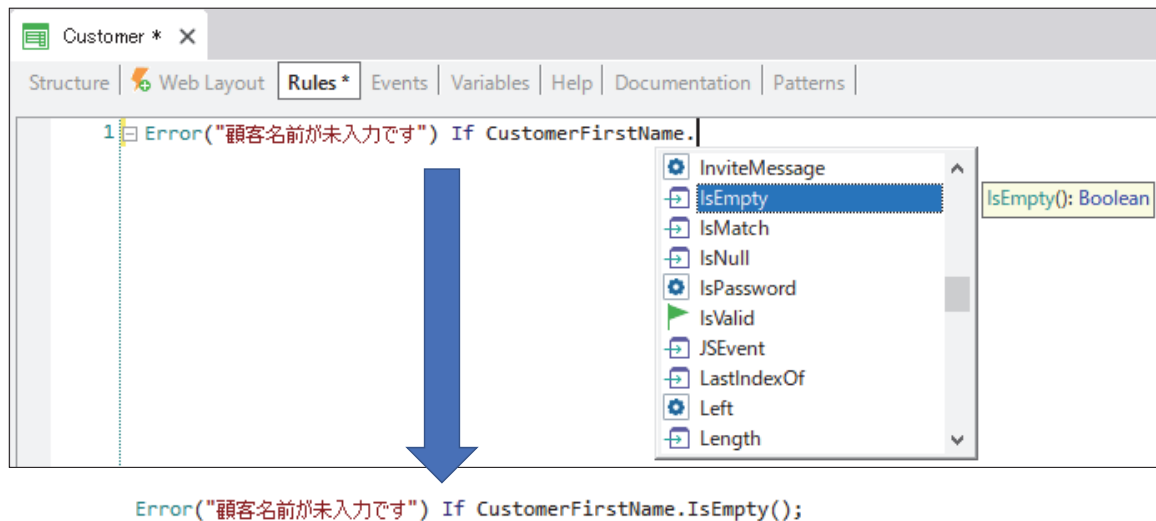 Customer *
Structure Web Layout Rules * Events Variables Help Documentation Patterns
1 Error("顧客名前が未入力です") If CustomerFirstName.
InviteMessage
IsEmpty IsEmpty(): Boolean
IsMatch
IsNull
IsPassword
IsValid
JSEvent
LastIndexOf
Left
Length
Error("顧客名前が未入力です") If CustomerFirstName.IsEmpty();